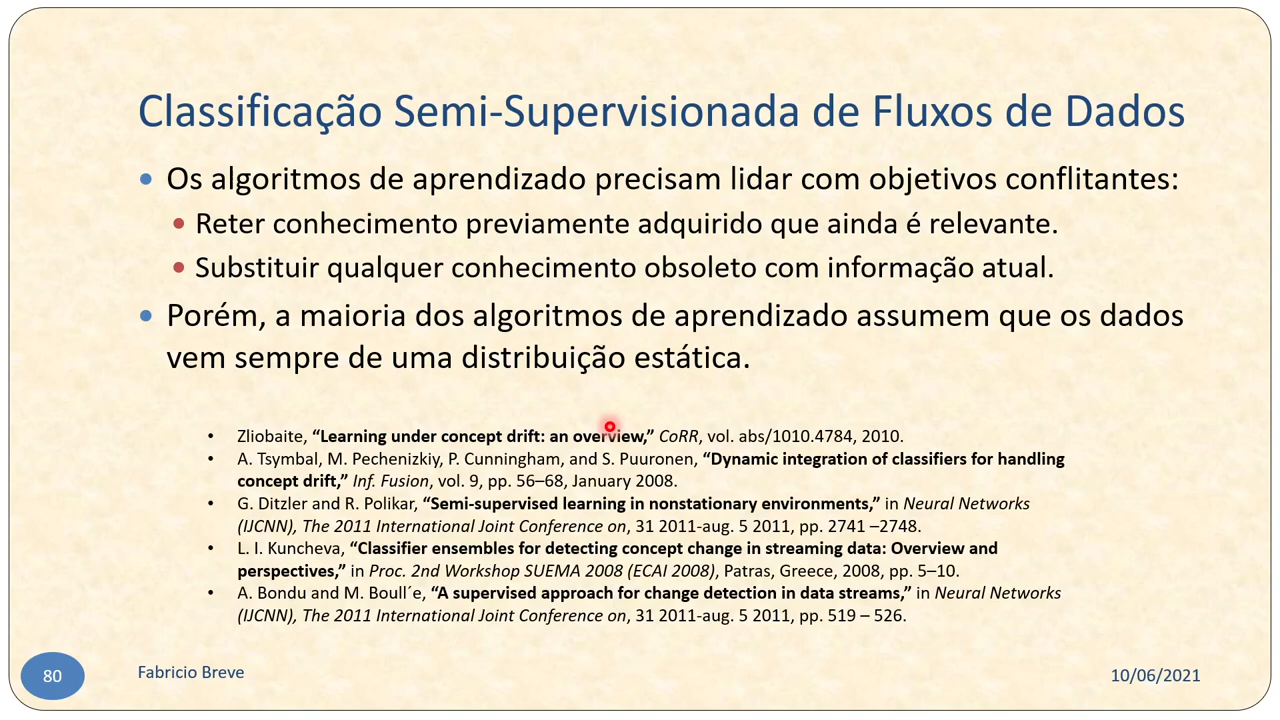 Classificação Semi-Supervisionada de Fluxos de Dados
• Os algoritmos de aprendizado precisam lidar com objetivos conflitantes:
• Reter conhecimento previamente adquirido que ainda é relevante.
• Substituir qualquer conhecimento obsoleto com informação atual.
• Porém, a maioria dos algoritmos de aprendizado assumem que os dados
vem sempre de uma distribuição estática.
• Zliobaite, “Learning under concept drift: an overview,” CoRR, vol. abs/1010.4784, 2010.
• A. Tsymbal, M. Pechenizkiy, P. Cunningham, and S. Puuronen, “Dynamic integration of classifiers for handling
concept drift,” Inf. Fusion, vol. 9, pp. 56–68, January 2008.
• G. Ditzler and R. Polikar, “Semi-supervised learning in nonstationary environments,” in Neural Networks
(IJCNN), The 2011 International Joint Conference on, 31 2011-aug. 5 2011, pp. 2741 –2748.
• L. I. Kuncheva, “Classifier ensembles for detecting concept change in streaming data: Overview and
perspectives,” in Proc. 2nd Workshop SUEMA 2008 (ECAI 2008), Patras, Greece, 2008, pp. 5–10.
• A. Bondu and M. Boull´e, “A supervised approach for change detection in data streams,” in Neural Networks
(IJCNN), The 2011 International Joint Conference on, 31 2011-aug. 5 2011, pp. 519 – 526.
80
Fabricio Breve
10/06/2021